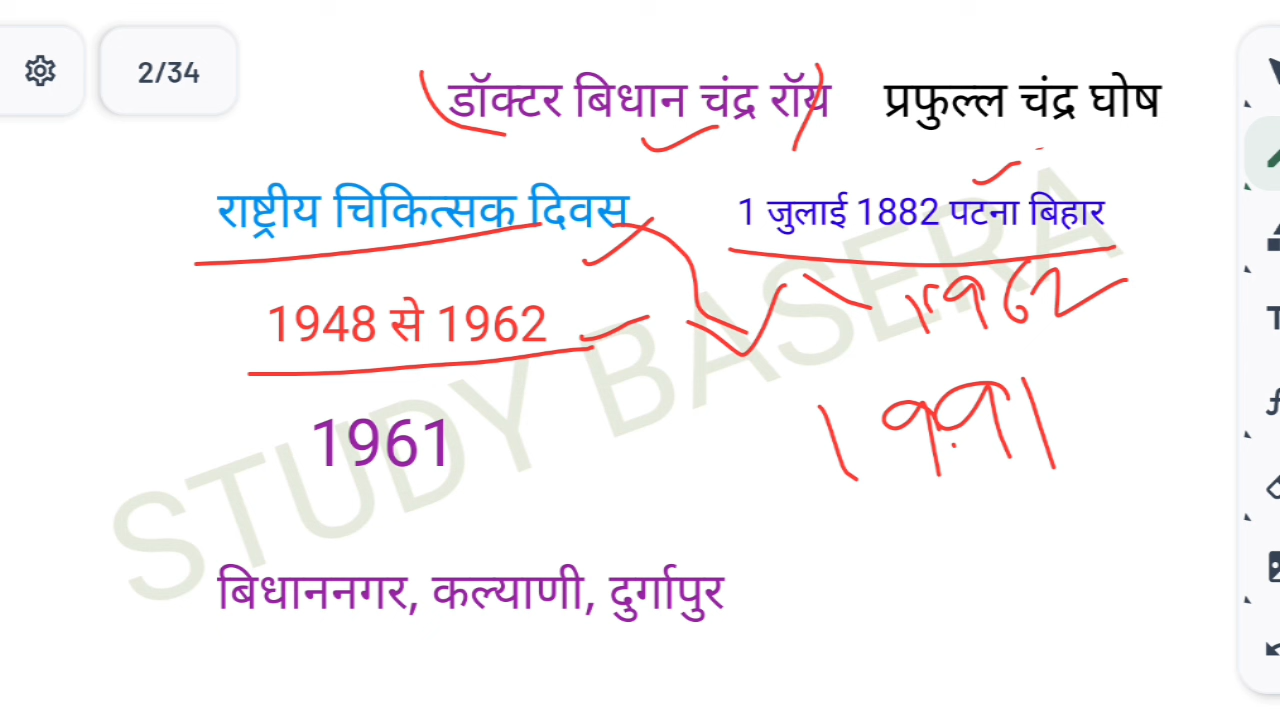 2/34
डॉक्टर बिधान चंद्र रॉय प्रफुल्ल चंद्र घोष
राष्ट्रीय चिकित्सक दिवस 1 जुलाई 1882 पटना बिहार
1948 से 1962 1962
1961 1991
बिधाननगर, कल्याणी, दुर्गापुर
STUDY BASERA